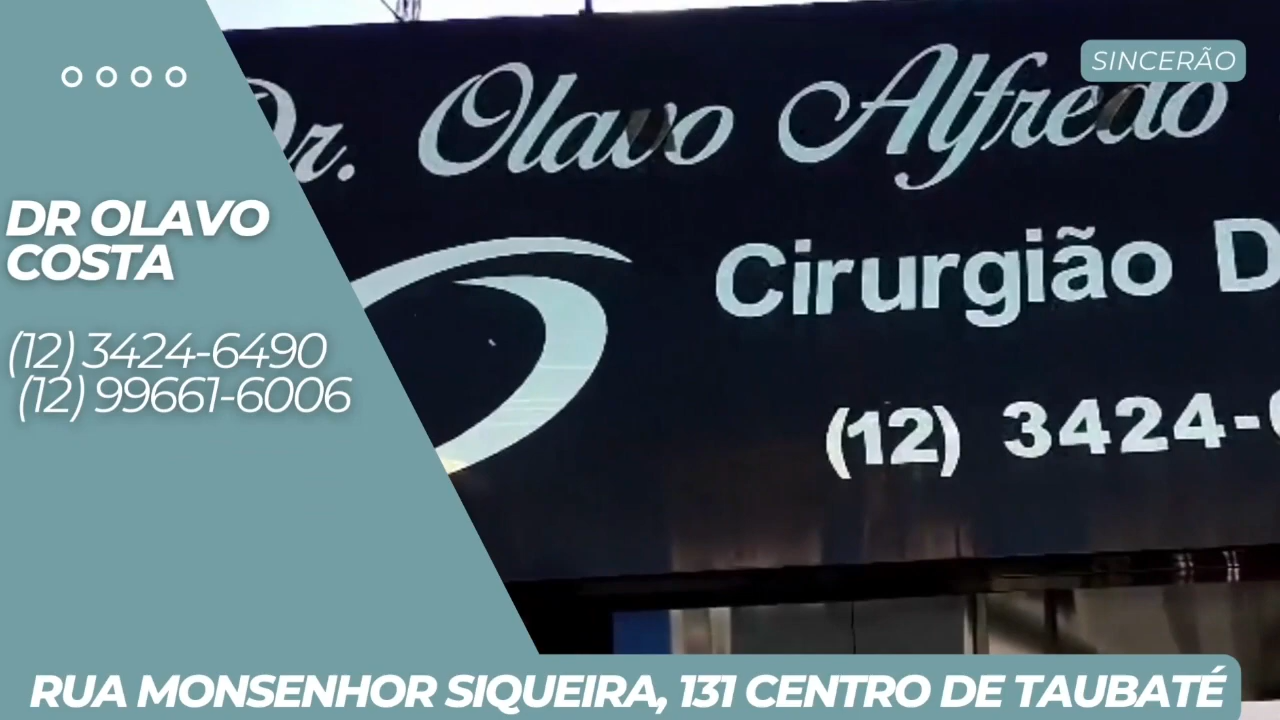 SINCERÃO
Dr. Olavo Alfredo
DR OLAVO
COSTA
Cirurgião D
(12) 3424-6490
(12) 99661-6006
(12) 3424-
RUA MONSENHOR SIQUEIRA, 131 CENTRO DE TAUBATÉ